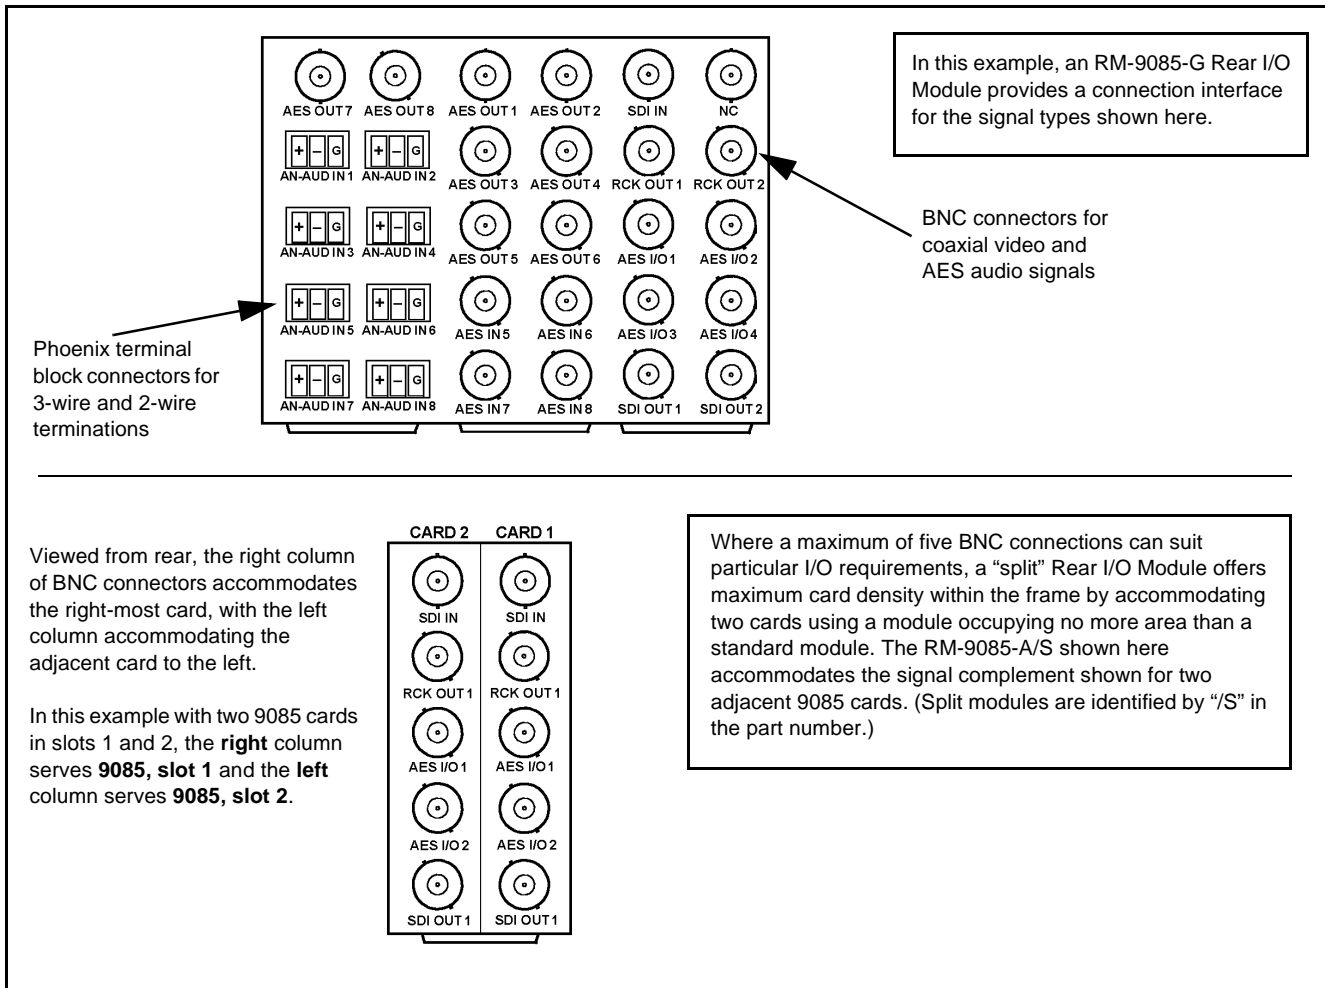 In this example, an RM-9085-G Rear I/O
Module provides a connection interface
for the signal types shown here.
AES OUT 7 AES OUT 8 AES OUT 1 AES OUT 2 SDI IN NC
+ – G + – G
AN-AUD IN 1 AN-AUD IN 2 AES OUT 3 AES OUT 4 RCK OUT 1 RCK OUT 2
+ – G + – G
AN-AUD IN 3 AN-AUD IN 4 AES OUT 5 AES OUT 6 AES I/O 1 AES I/O 2
+ – G + – G
AN-AUD IN 5 AN-AUD IN 6 AES IN 5 AES IN 6 AES I/O 3 AES I/O 4
+ – G + – G
AN-AUD IN 7 AN-AUD IN 8 AES IN 7 AES IN 8 SDI OUT 1 SDI OUT 2
BNC connectors for
coaxial video and
AES audio signals
Phoenix terminal
block connectors for
3-wire and 2-wire
terminations
Viewed from rear, the right column
of BNC connectors accommodates
the right-most card, with the left
column accommodating the
adjacent card to the left.
In this example with two 9085 cards
in slots 1 and 2, the right column
serves 9085, slot 1 and the left
column serves 9085, slot 2.
CARD 2 CARD 1
SDI IN SDI IN
RCK OUT 1 RCK OUT 1
AES I/O 1 AES I/O 1
AES I/O 2 AES I/O 2
SDI OUT 1 SDI OUT 1
Where a maximum of five BNC connections can suit
particular I/O requirements, a “split” Rear I/O Module offers
maximum card density within the frame by accommodating
two cards using a module occupying no more area than a
standard module. The RM-9085-A/S shown here
accommodates the signal complement shown for two
adjacent 9085 cards. (Split modules are identified by “/S” in
the part number.)